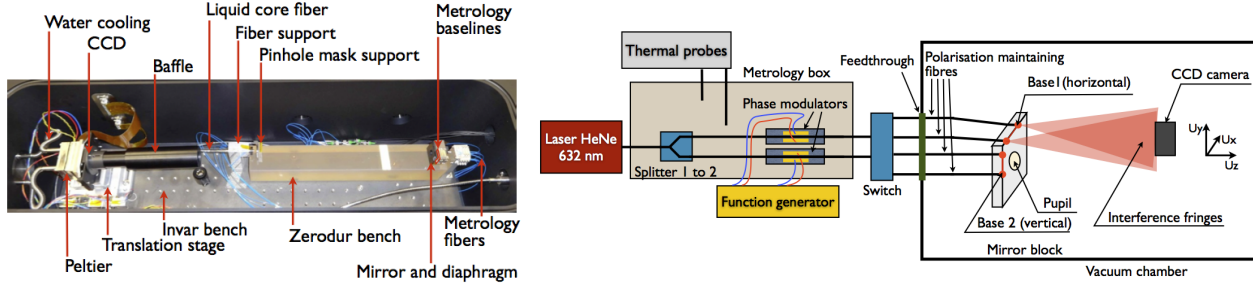 Water cooling
CCD
Baffle
Liquid core fiber
Fiber support
Pinhole mask support
Metrology
baselines
Peltier
Translation stage
Invar bench
Zerodur bench
Metrology
fibers
Mirror and diaphragm
Thermal probes
Metrology box
Phase modulators
Laser HeNe
632 nm
Splitter 1 to 2
Function generator
Switch
Feedthrough
Polarisation maintaining
fibres
Base1 (horizontal)
CCD camera
Uy
Ux
Uz
Pupil
Base 2 (vertical)
Interference fringes
Mirror block
Vacuum chamber